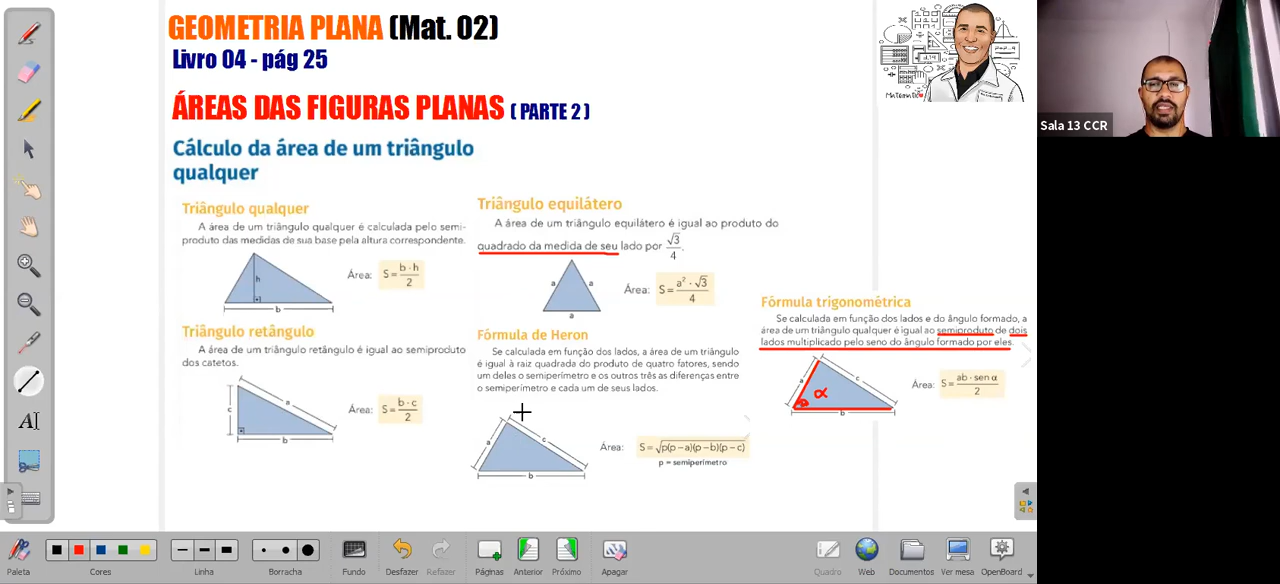 GEOMETRIA PLANA (Mat. 02)
Livro 04 - pág 25
ÁREAS DAS FIGURAS PLANAS ( PARTE 2 )
Cálculo da área de um triângulo
qualquer
Triângulo qualquer
A área de um triângulo qualquer é calculada pelo semi-
produto das medidas de sua base pela altura correspondente.
h
b
Área: S = b · h / 2
Triângulo retângulo
A área de um triângulo retângulo é igual ao semiproduto
dos catetos.
c
a
b
Área: S = b · c / 2
Triângulo equilátero
A área de um triângulo equilátero é igual ao produto do
quadrado da medida de seu lado por √3 / 4.
a
a
a
Área: S = a² · √3 / 4
Fórmula de Heron
Se calculada em função dos lados, a área de um triângulo
é igual à raiz quadrada do produto de quatro fatores, sendo
um deles o semiperímetro e os outros três as diferenças entre
o semiperímetro e cada um de seus lados.
a
c
b
Área: S = √p(p – a)(p – b)(p – c)
p = semiperímetro
Fórmula trigonométrica
Se calculada em função dos lados e do ângulo formado, a
área de um triângulo qualquer é igual ao semiproduto de dois
lados multiplicado pelo seno do ângulo formado por eles.
a
c
α
b
Área: S = ab · sen α / 2
Sala 13 CCR
Paleta
Cores
Linha
Borracha
Fundo
Desfazer
Refazer
Páginas
Anterior
Próximo
Apagar
Quadro
Web
Documentos
Ver mesa
OpenBoard